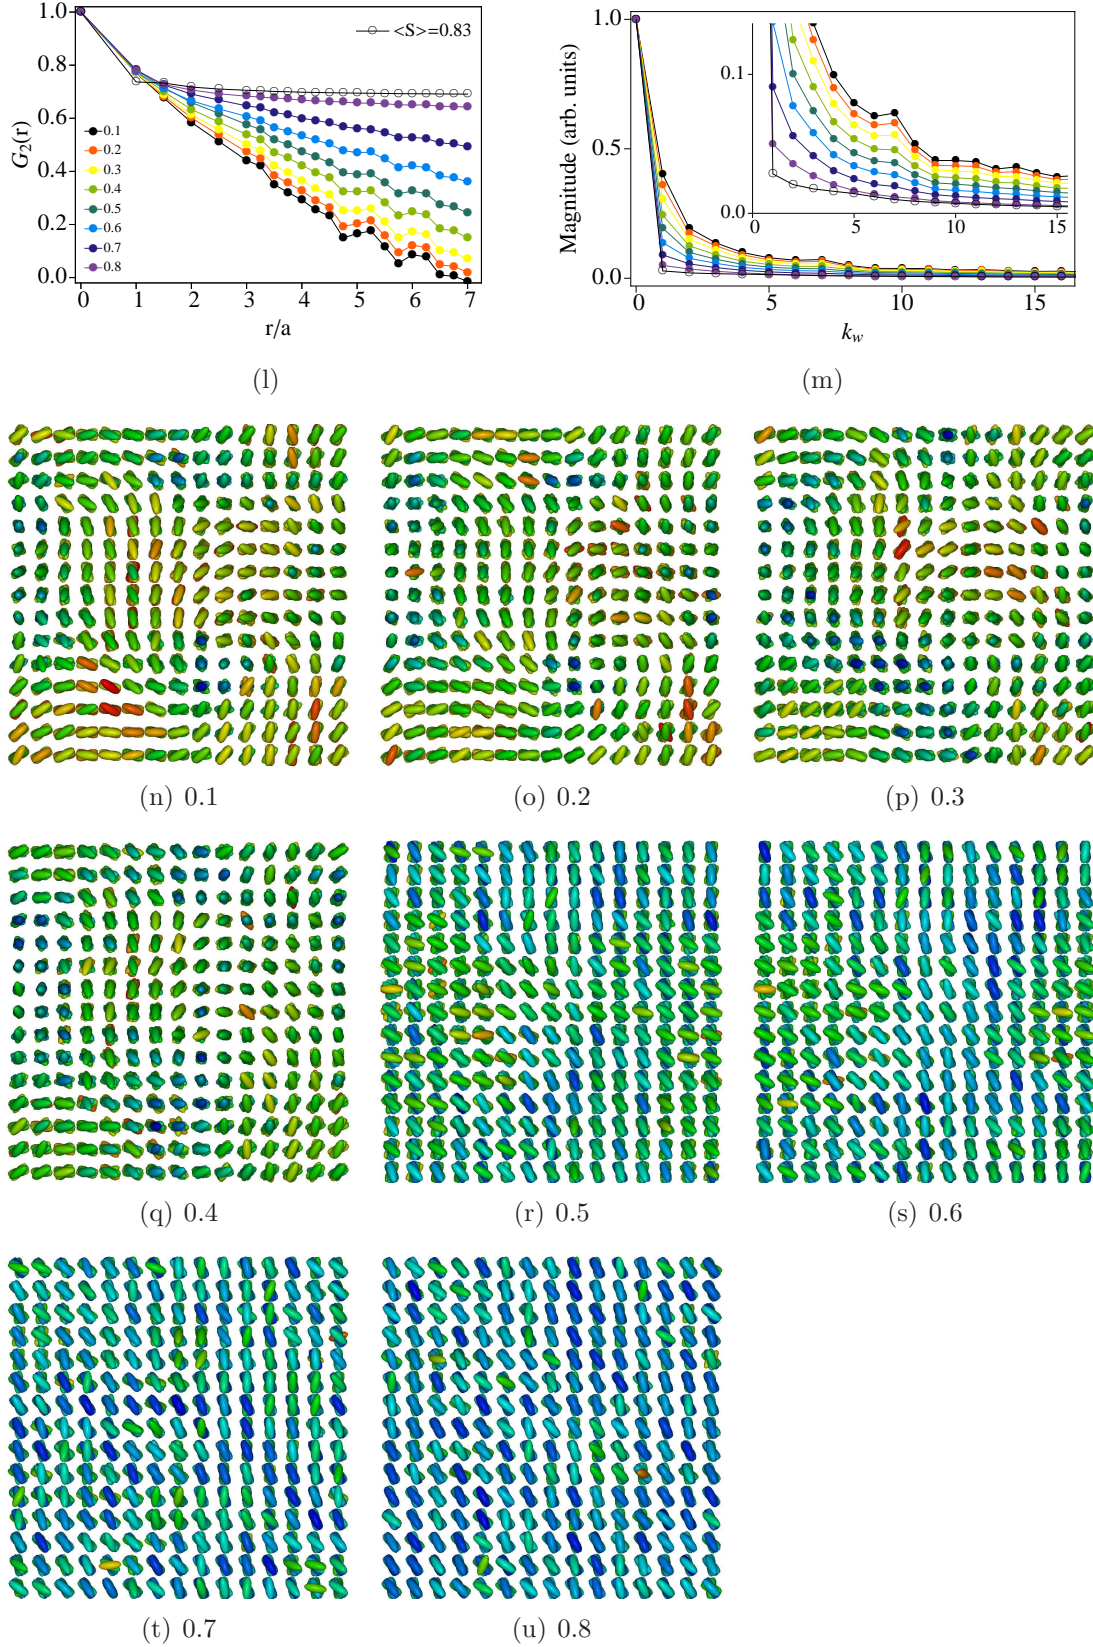 1.0
0.8
0.6
0.4
0.2
0.0
G₂(r)
<S>=0.83
0.1
0.2
0.3
0.4
0.5
0.6
0.7
0.8
0 1 2 3 4 5 6 7
r/a
(l)
1.0
0.5
0.0
Magnitude (arb. units)
0.1
0.0
0 5 10 15
0 5 10 15
k_w
(m)
(n) 0.1
(o) 0.2
(p) 0.3
(q) 0.4
(r) 0.5
(s) 0.6
(t) 0.7
(u) 0.8